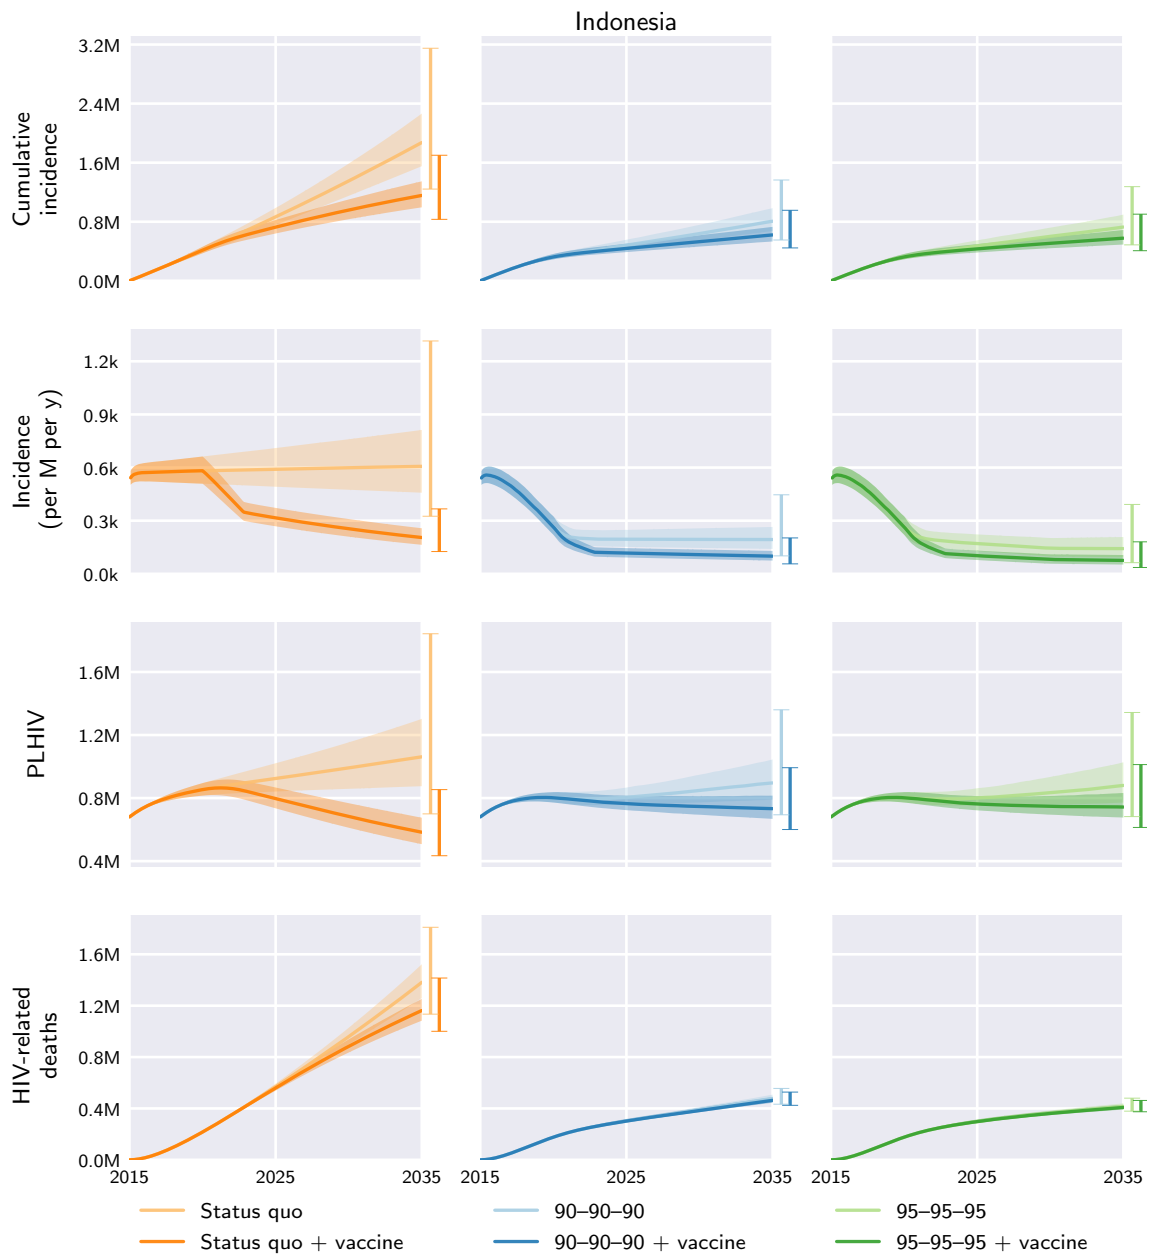 Indonesia
Cumulative
incidence
3.2M
2.4M
1.6M
0.8M
0.0M
Incidence
(per M per y)
1.2k
0.9k
0.6k
0.3k
0.0k
PLHIV
1.6M
1.2M
0.8M
0.4M
HIV-related
deaths
1.6M
1.2M
0.8M
0.4M
0.0M
2015 2025 2035 2015 2025 2035 2015 2025 2035
Status quo 90–90–90 95–95–95
Status quo + vaccine 90–90–90 + vaccine 95–95–95 + vaccine